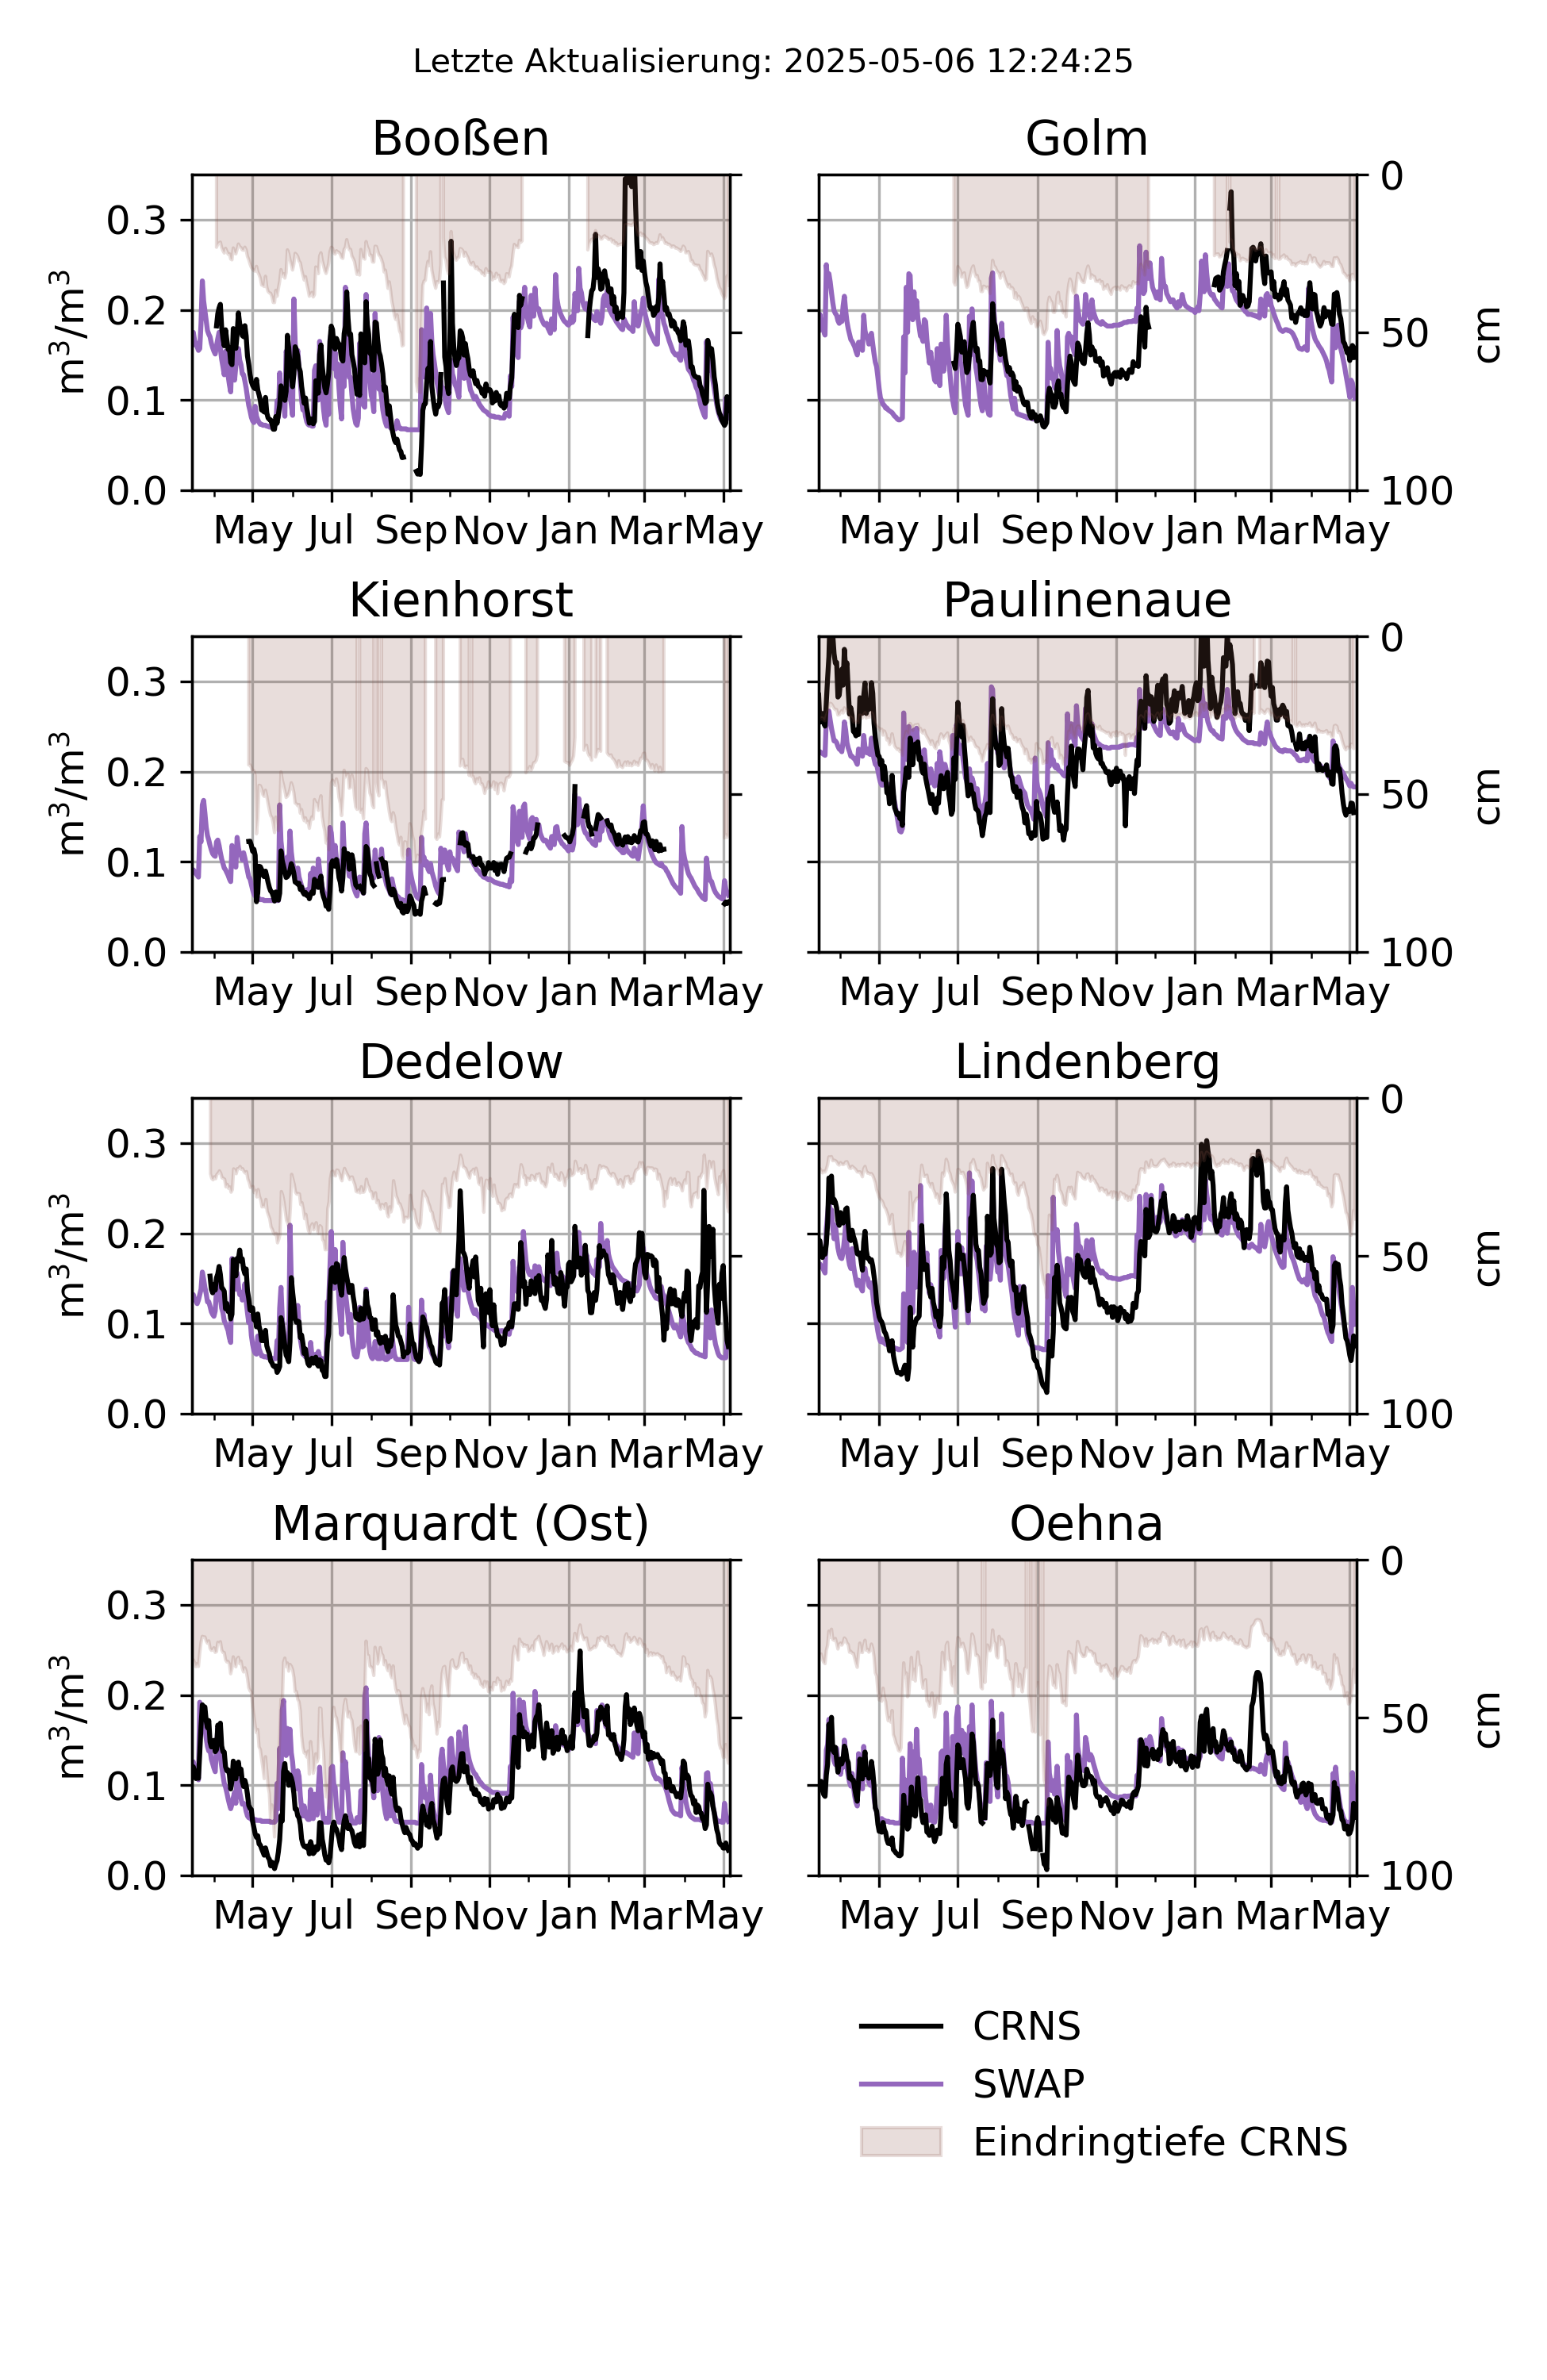 Letzte Aktualisierung: 2025-05-06 12:24:25
Booßen
Golm
0.3
0.2
0.1
0.0
m³/m³
May Jul Sep Nov Jan Mar May
May Jul Sep Nov Jan Mar May
0
50
100
cm
Kienhorst
Paulinenaue
0.3
0.2
0.1
0.0
m³/m³
May Jul Sep Nov Jan Mar May
May Jul Sep Nov Jan Mar May
0
50
100
cm
Dedelow
Lindenberg
0.3
0.2
0.1
0.0
m³/m³
May Jul Sep Nov Jan Mar May
May Jul Sep Nov Jan Mar May
0
50
100
cm
Marquardt (Ost)
Oehna
0.3
0.2
0.1
0.0
m³/m³
May Jul Sep Nov Jan Mar May
May Jul Sep Nov Jan Mar May
0
50
100
cm
CRNS
SWAP
Eindringtiefe CRNS